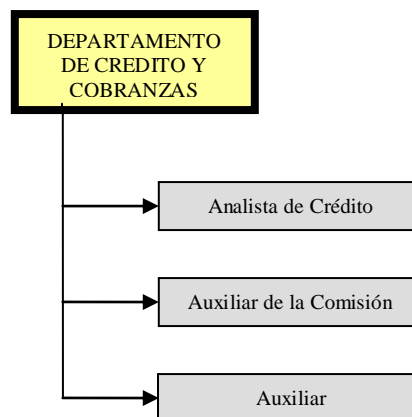 DEPARTAMENTO
DE CREDITO Y
COBRANZAS
Analista de Crédito
Auxiliar de la Comisión
Auxiliar